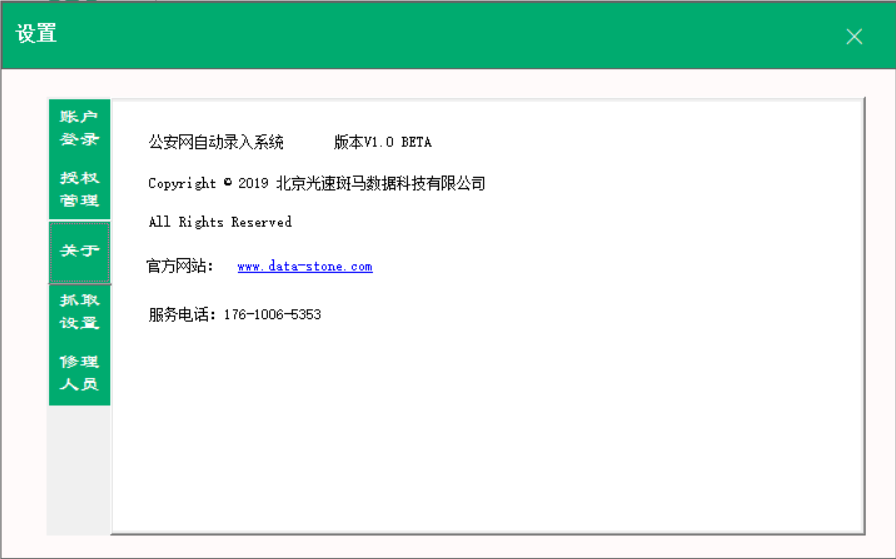 设置
账户
登录
授权
管理
关于
抓取
设置
修理
人员
公安网自动录入系统 版本V1.0 BETA
Copyright © 2019 北京光速斑马数据科技有限公司
All Rights Reserved
官方网站： www.data-stone.com
服务电话：176-1006-5353